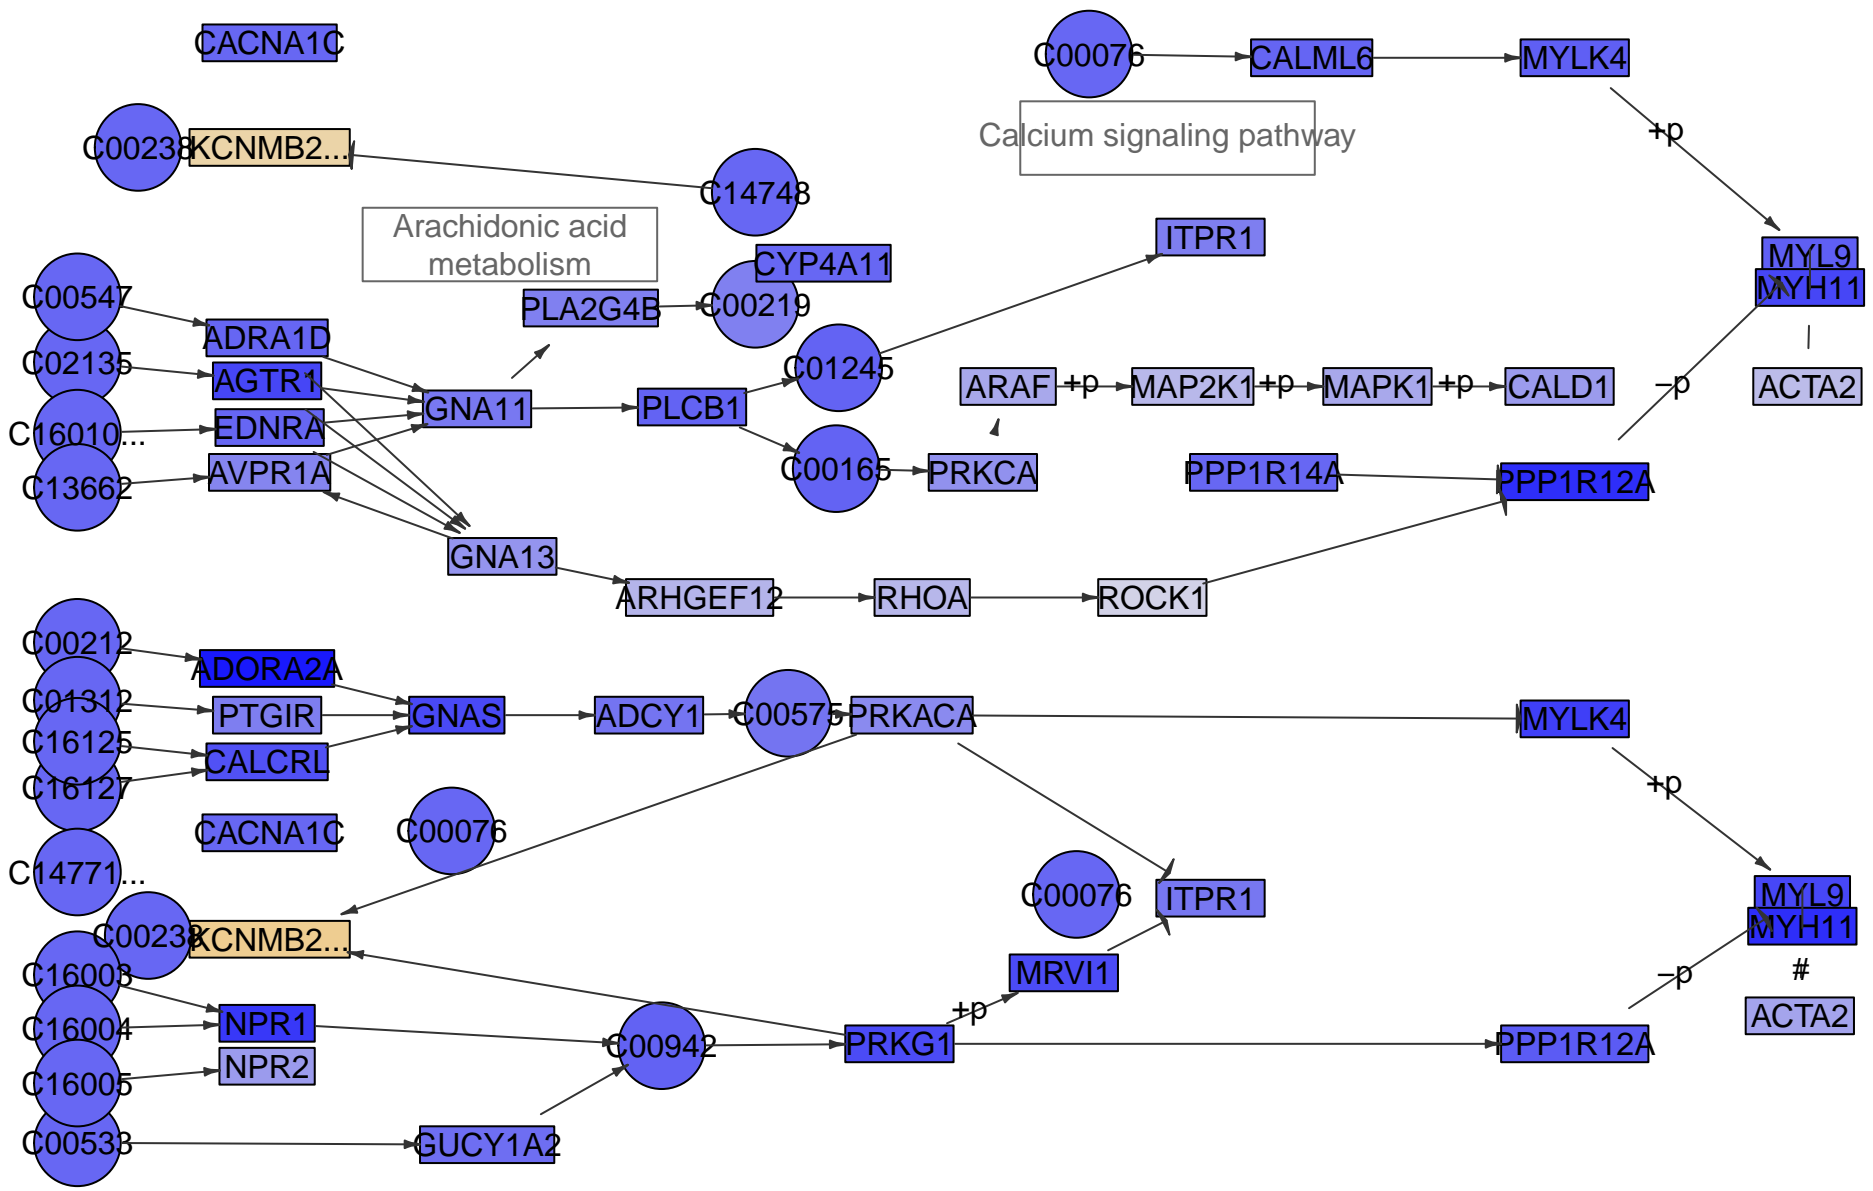 CACNA1C
C00076
CALML6
MYLK4
C00238
KCNMB2...
Calcium signaling pathway
+p
C14748
Arachidonic acid
metabolism
ITPR1
CYP4A11
MYL9
MYH11
C00547
PLA2G4B
C00219
ADRA1D
C02135
AGTR1
C01245
ARAF
+p
MAP2K1
+p
MAPK1
+p
CALD1
–p
ACTA2
GNA11
PLCB1
C16010...
EDNRA
C13662
AVPR1A
C00165
PRKCA
PPP1R14A
PPP1R12A
GNA13
ARHGEF12
RHOA
ROCK1
C00212
ADORA2A
C01312
PTGIR
GNAS
ADCY1
C00575
PRKACA
MYLK4
C16125
CALCRL
C16127
+p
CACNA1C
C00076
C14771...
C00076
ITPR1
MYL9
MYH11
C00238
KCNMB2...
C16003
MRVI1
–p
#
+p
C16004
NPR1
C00942
PRKG1
PPP1R12A
ACTA2
C16005
NPR2
C00533
GUCY1A2